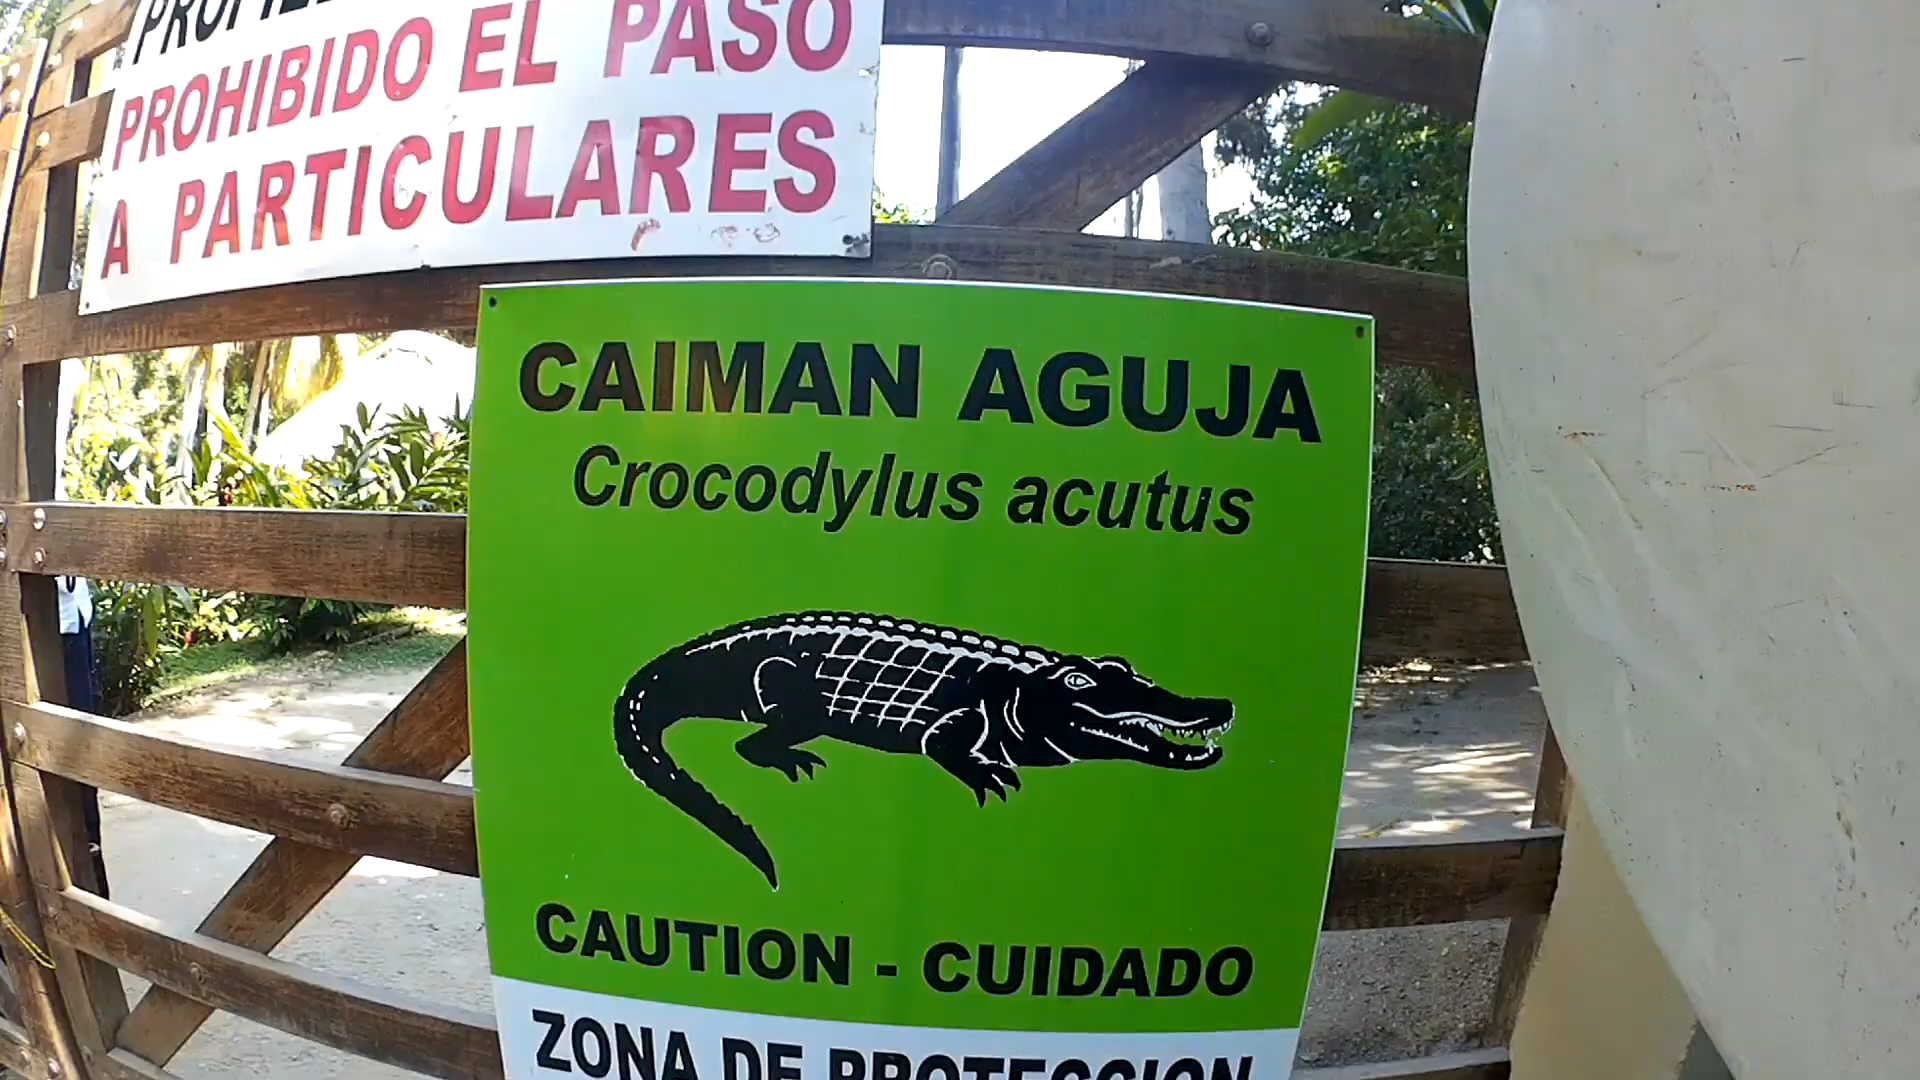 PROHIBIDO EL PASO
A PARTICULARES
CAIMAN AGUJA
Crocodylus acutus
CAUTION - CUIDADO
ZONA DE PROTECCION